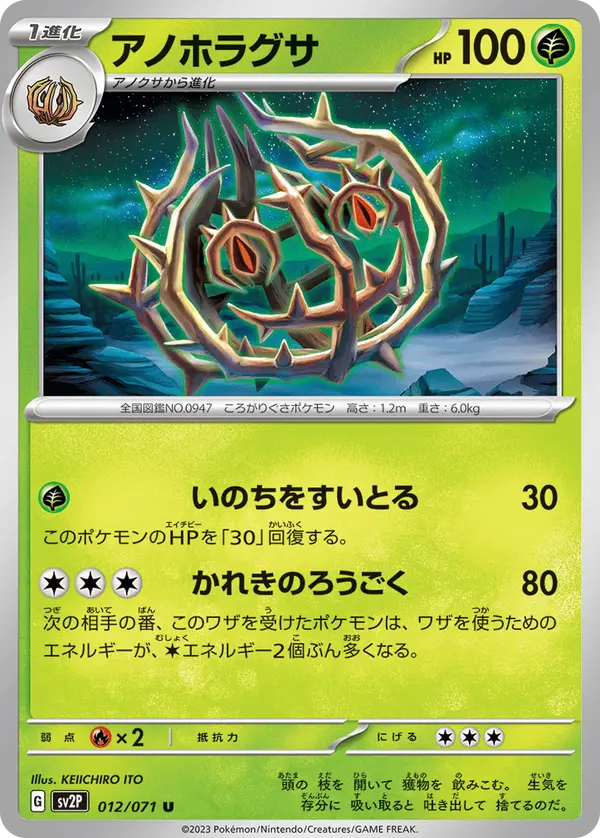 1進化
アノホラグサ
HP 100
アノクサから進化
全国図鑑NO.0947 ころがりぐさポケモン 高さ:1.2m 重さ:6.0kg
いのちをすいとる 30
このポケモンのHPを「30」回復する。
かれきのろうごく 80
次の相手の番、このワザを受けたポケモンは、ワザを使うための
エネルギーが、エネルギー2個ぶん多くなる。
弱点 ×2 抵抗力 にげる
Illus. KEIICHIRO ITO
頭の 枝を 開いて 獲物を 飲みこむ。 生気を
存分に 吸い取ると 吐き出して 捨てるのだ。
G SV2P 012/071 U
©2023 Pokémon/Nintendo/Creatures/GAME FREAK.